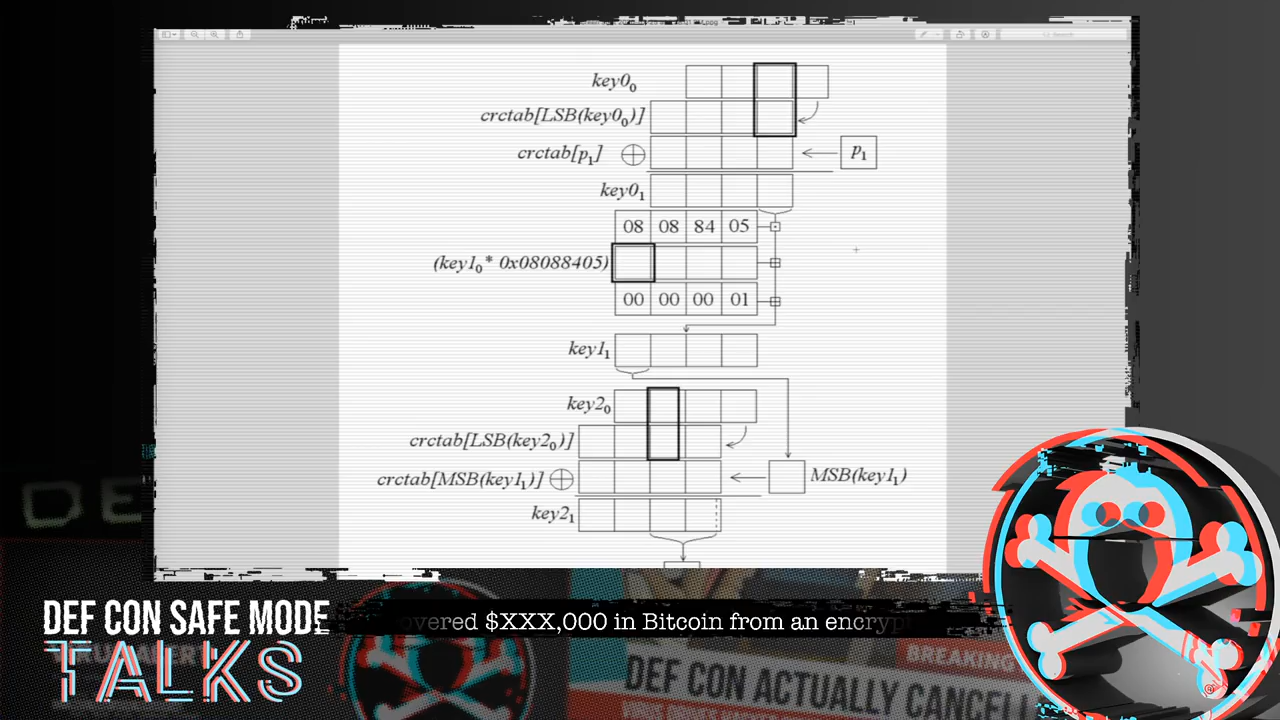 key0₀
crctab[LSB(key0₀)]
crctab[p₁] ⊕ p₁
key0₁
08 08 84 05
(key1₀* 0x08088405)
00 00 00 01
key1₁
key2₀
crctab[LSB(key2₀)]
crctab[MSB(key1₁)] ⊕ MSB(key1₁)
key2₁
DEF CON SAFE MODE
overed $XXX,000 in Bitcoin from an encryp
TALKS
BREAKING
DEF CON ACTUALLY CANCELL
Search